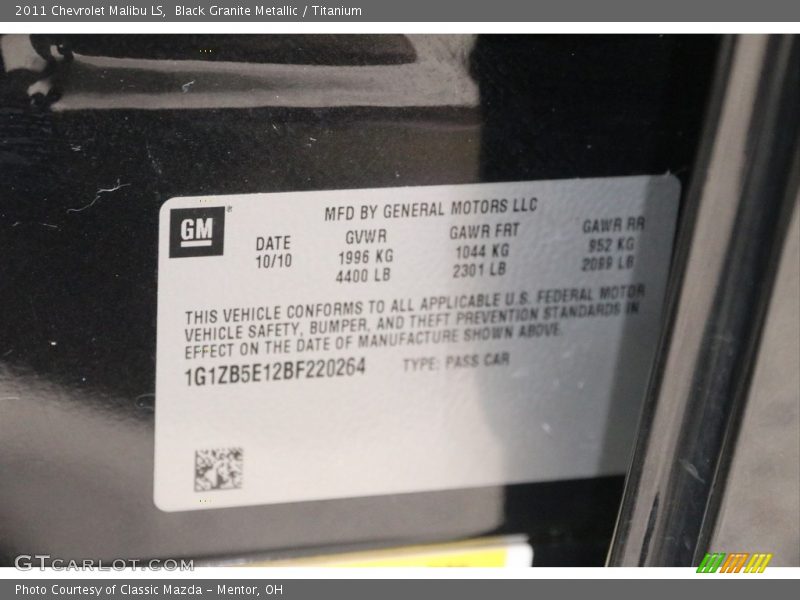 2011 Chevrolet Malibu LS, Black Granite Metallic / Titanium
GM
MFD BY GENERAL MOTORS LLC
DATE GVWR GAWR FRT GAWR RR
10/10 1996 KG 1044 KG 952 KG
4400 LB 2301 LB 2099 LB
THIS VEHICLE CONFORMS TO ALL APPLICABLE U.S. FEDERAL MOTOR
VEHICLE SAFETY, BUMPER, AND THEFT PREVENTION STANDARDS IN
EFFECT ON THE DATE OF MANUFACTURE SHOWN ABOVE.
1G1ZB5E12BF220264 TYPE: PASS CAR
GTCARLOT.COM
Photo Courtesy of Classic Mazda - Mentor, OH